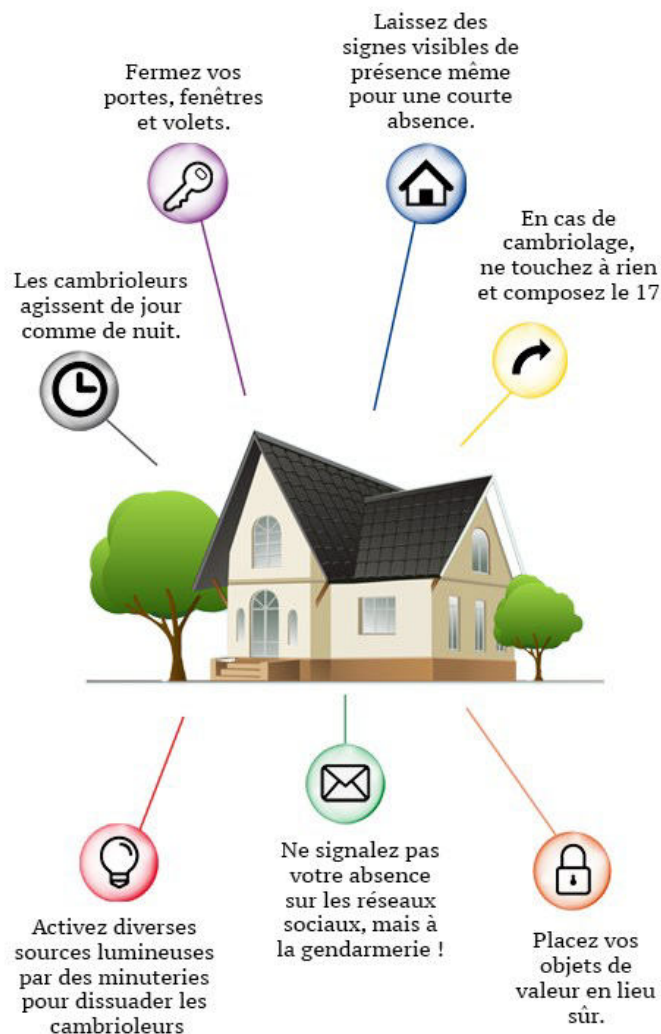 Laissez des
signes visibles de
présence même
pour une courte
absence.
Fermez vos
portes, fenêtres
et volets.
En cas de
cambriolage,
ne touchez à rien
et composez le 17
Les cambrioleurs
agissent de jour
comme de nuit.
Activez diverses
sources lumineuses
par des minuteries
pour dissuader les
cambrioleurs
Ne signalez pas
votre absence
sur les réseaux
sociaux, mais à
la gendarmerie !
Placez vos
objets de
valeur en lieu
sûr.